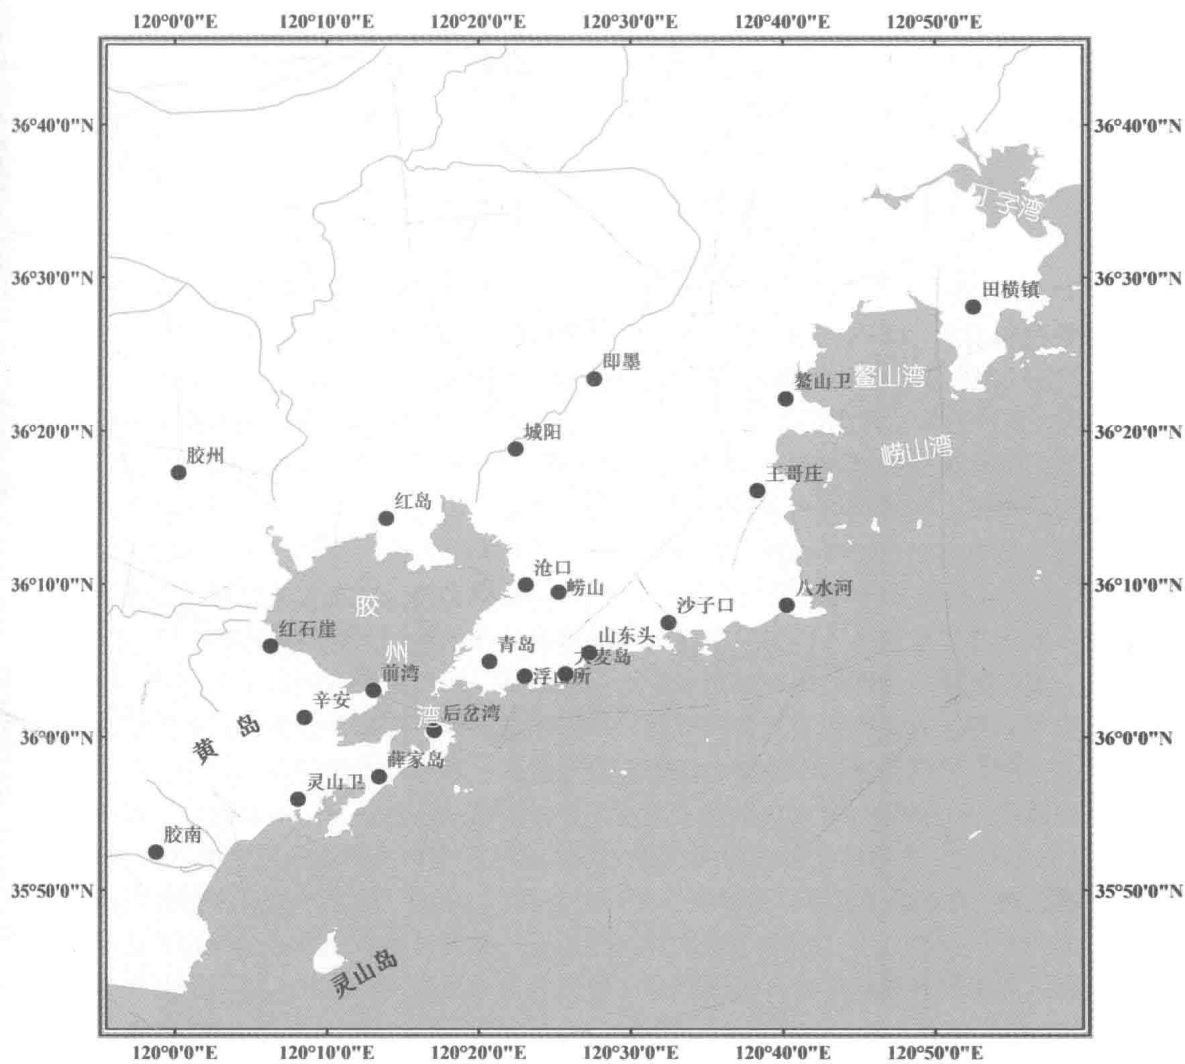 120°0'0"E 120°10'0"E 120°20'0"E 120°30'0"E 120°40'0"E 120°50'0"E
36°40'0"N 36°40'0"N
丁字湾
36°30'0"N 36°30'0"N
田横镇
即墨
鳌山卫 鳌山湾
36°20'0"N 36°20'0"N
城阳
崂山湾
胶州
王哥庄
红岛
36°10'0"N 36°10'0"N
沧口
崂山
八水河
胶州湾
沙子口
红石崖
山东头
青岛
大麦岛
浮山所
前湾
辛安
后岔湾
黄岛
36°0'0"N 36°0'0"N
薛家岛
灵山卫
胶南
35°50'0"N 35°50'0"N
灵山岛
120°0'0"E 120°10'0"E 120°20'0"E 120°30'0"E 120°40'0"E 120°50'0"E